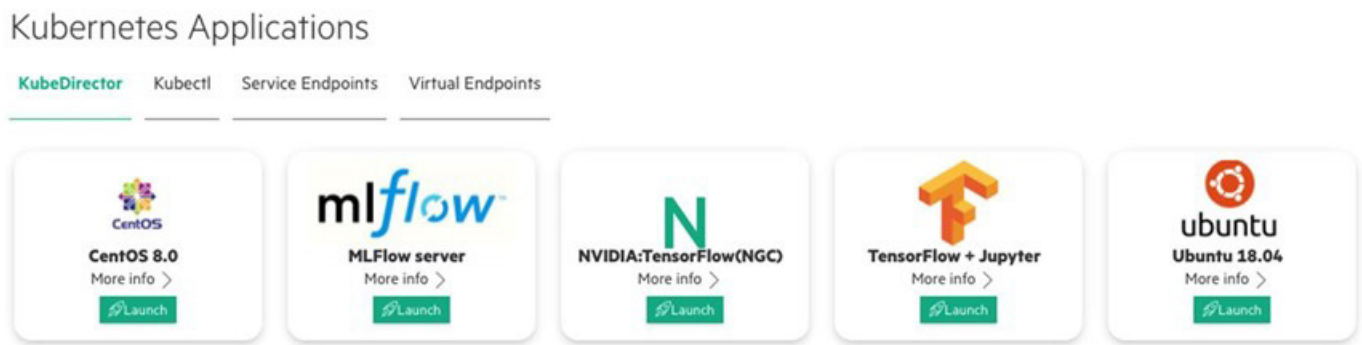 Kubernetes Applications
KubeDirector Kubectl Service Endpoints Virtual Endpoints
CentOS
mlflow™
N
ubuntu
CentOS 8.0
MLFlow server
NVIDIA:TensorFlow(NGC)
TensorFlow + Jupyter
Ubuntu 18.04
More info >
More info >
More info >
More info >
More info >
Launch
Launch
Launch
Launch
Launch